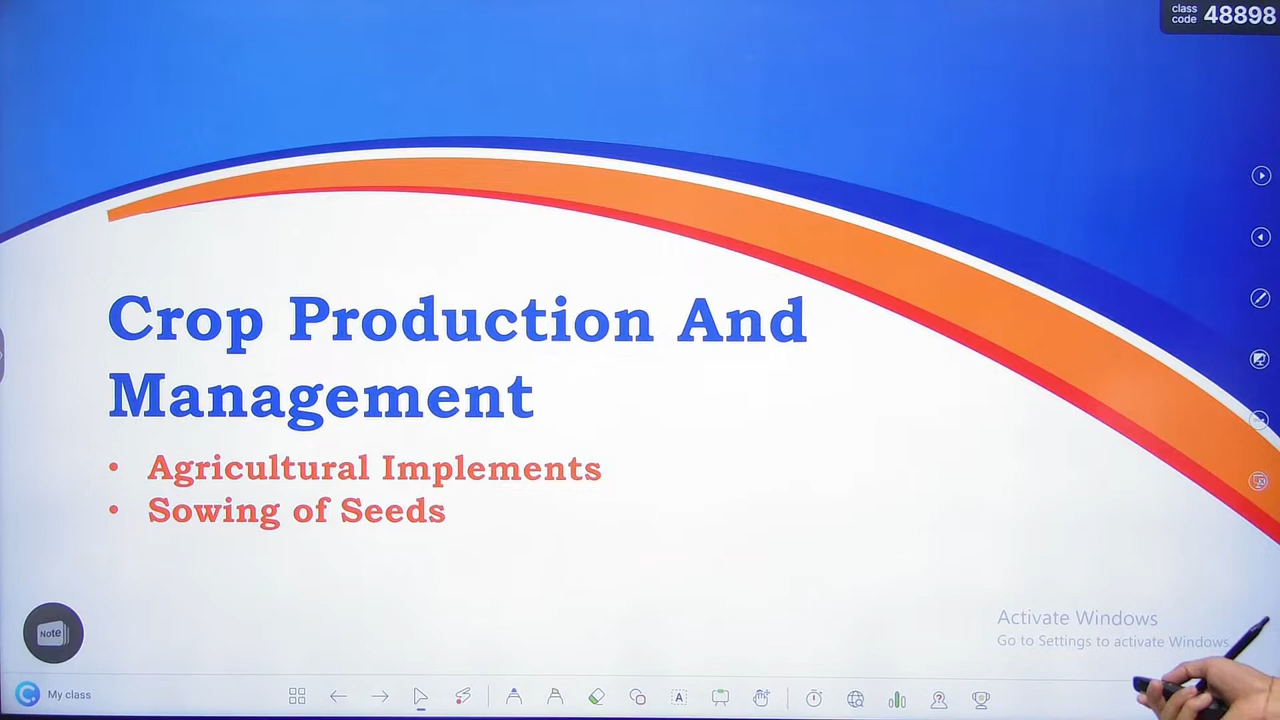 class
code 48898
Crop Production And
Management
• Agricultural Implements
• Sowing of Seeds
Activate Windows
Go to Settings to activate Windows.
Note
My class
A